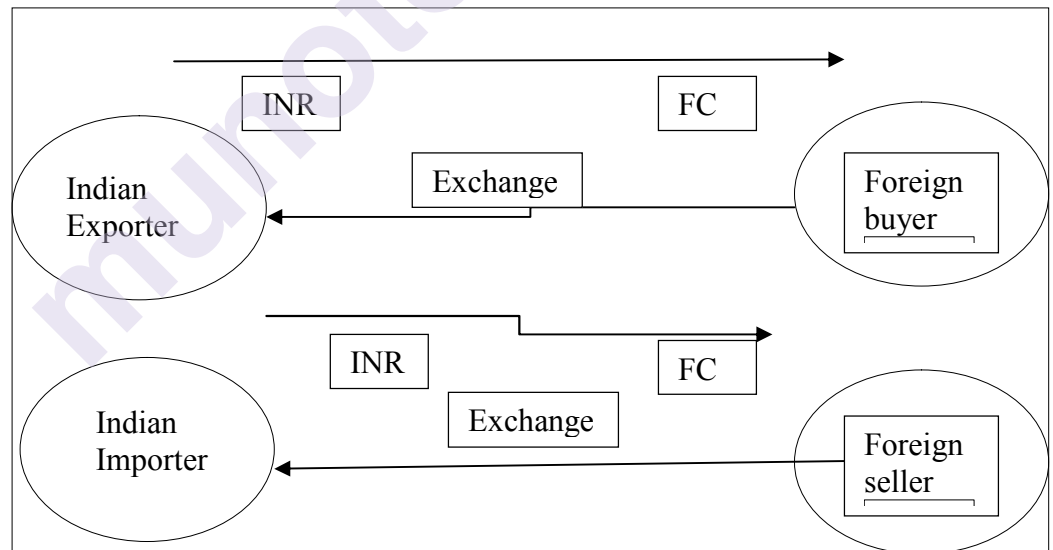 INR
FC
Exchange
Indian
Exporter
Foreign
buyer
INR
FC
Exchange
Indian
Importer
Foreign
seller